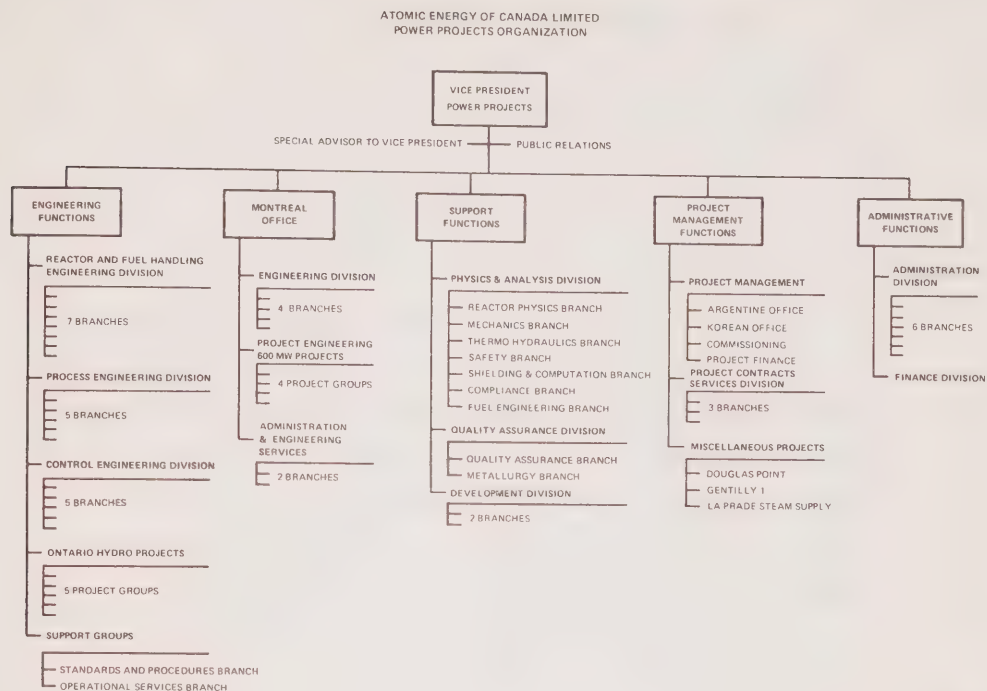 ATOMIC ENERGY OF CANADA LIMITED
POWER PROJECTS ORGANIZATION
VICE PRESIDENT
POWER PROJECTS
SPECIAL ADVISOR TO VICE PRESIDENT
PUBLIC RELATIONS
ENGINEERING
FUNCTIONS
REACTOR AND FUEL HANDLING
ENGINEERING DIVISION
7 BRANCHES
PROCESS ENGINEERING DIVISION
5 BRANCHES
CONTROL ENGINEERING DIVISION
5 BRANCHES
ONTARIO HYDRO PROJECTS
5 PROJECT GROUPS
SUPPORT GROUPS
STANDARDS AND PROCEDURES BRANCH
OPERATIONAL SERVICES BRANCH
MONTREAL
OFFICE
ENGINEERING DIVISION
4 BRANCHES
PROJECT ENGINEERING
600 MW PROJECTS
4 PROJECT GROUPS
ADMINISTRATION
& ENGINEERING
SERVICES
2 BRANCHES
SUPPORT
FUNCTIONS
PHYSICS & ANALYSIS DIVISION
REACTOR PHYSICS BRANCH
MECHANICS BRANCH
THERMO HYDRAULICS BRANCH
SAFETY BRANCH
SHIELDING & COMPUTATION BRANCH
COMPLIANCE BRANCH
FUEL ENGINEERING BRANCH
QUALITY ASSURANCE DIVISION
QUALITY ASSURANCE BRANCH
METALLURGY BRANCH
DEVELOPMENT DIVISION
2 BRANCHES
PROJECT
MANAGEMENT
FUNCTIONS
PROJECT MANAGEMENT
ARGENTINE OFFICE
KOREAN OFFICE
COMMISSIONING
PROJECT FINANCE
PROJECT CONTRACTS
SERVICES DIVISION
3 BRANCHES
MISCELLANEOUS PROJECTS
DOUGLAS POINT
GENTILLY 1
LA PRADE STEAM SUPPLY
ADMINISTRATIVE
FUNCTIONS
ADMINISTRATION
DIVISION
6 BRANCHES
FINANCE DIVISION